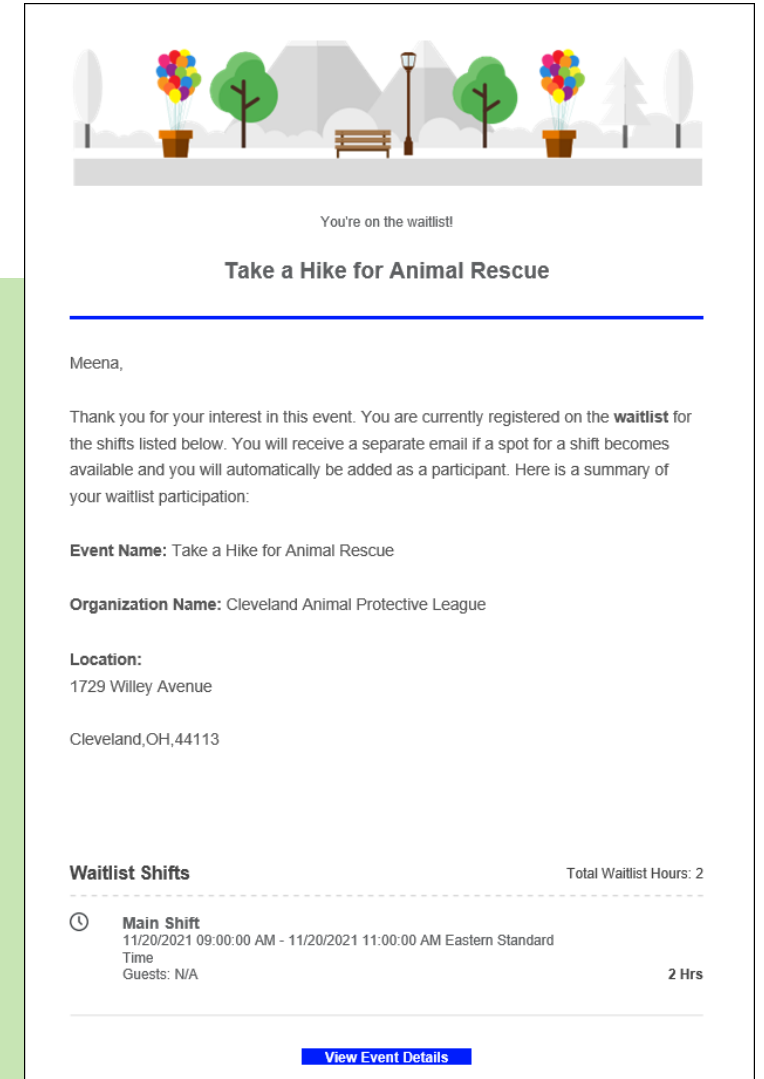 You're on the waitlist!
Take a Hike for Animal Rescue
Meena,
Thank you for your interest in this event. You are currently registered on the waitlist for
the shifts listed below. You will receive a separate email if a spot for a shift becomes
available and you will automatically be added as a participant. Here is a summary of
your waitlist participation:
Event Name: Take a Hike for Animal Rescue
Organization Name: Cleveland Animal Protective League
Location:
1729 Willey Avenue
Cleveland,OH,44113
Waitlist Shifts
Total Waitlist Hours: 2
Main Shift
11/20/2021 09:00:00 AM - 11/20/2021 11:00:00 AM Eastern Standard
Time
Guests: N/A
2 Hrs
View Event Details